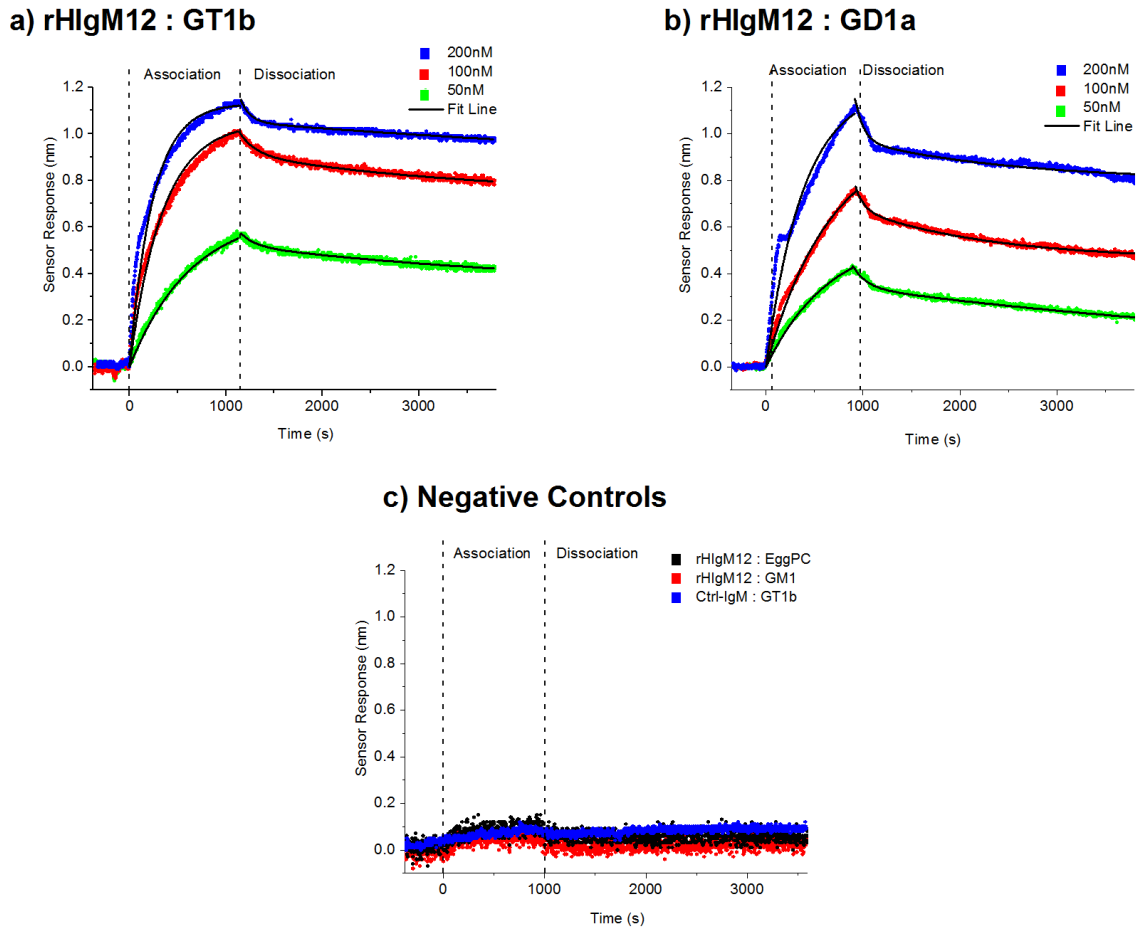 a) rHIgM12 : GT1b
200nM
100nM
50nM
Fit Line
Association
Dissociation
1.2
1.0
0.8
0.6
0.4
0.2
0.0
Sensor Response (nm)
0
1000
2000
3000
Time (s)
b) rHIgM12 : GD1a
200nM
100nM
50nM
Fit Line
Association
Dissociation
1.2
1.0
0.8
0.6
0.4
0.2
0.0
Sensor Response (nm)
0
1000
2000
3000
Time (s)
c) Negative Controls
Association
Dissociation
rHIgM12 : EggPC
rHIgM12 : GM1
Ctrl-IgM : GT1b
1.2
1.0
0.8
0.6
0.4
0.2
0.0
Sensor Response (nm)
0
1000
2000
3000
Time (s)